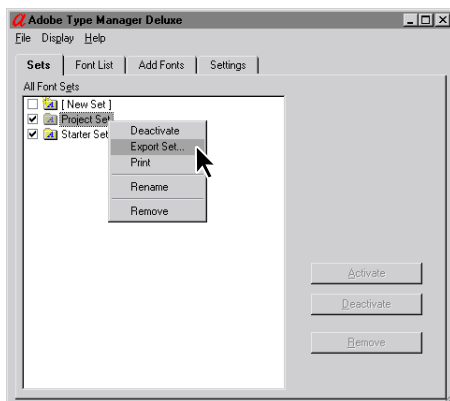 Adobe Type Manager Deluxe
File Display Help
Sets Font List Add Fonts Settings
All Font Sets
[ New Set ]
Project Set
Starter Set
Deactivate
Export Set...
Print
Rename
Remove
Activate
Deactivate
Remove